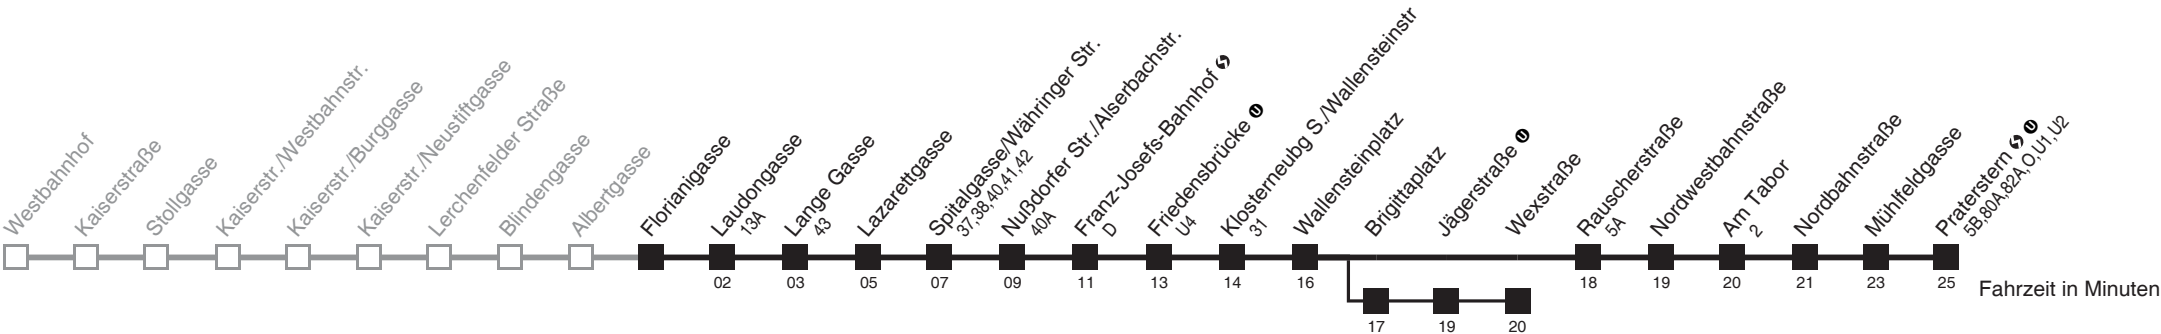 Westbahnhof
Kaiserstraße
Stollgasse
Kaiserstr./Westbahnstr.
Kaiserstr./Burggasse
Kaiserstr./Neustiftgasse
Lerchenfelder Straße
Blindengasse
Albertgasse
Florianigasse
Laudongasse
13A
02
Lange Gasse
43
03
Lazarettgasse
05
Spitalgasse/Währinger Str.
37,38,40,41,42
07
Nußdorfer Str./Alserbachstr.
40A
09
Franz-Josefs-Bahnhof
D
11
Friedensbrücke U
U4
13
Klosterneubg S./Wallensteinstr
31
14
Wallensteinplatz
16
Brigittaplatz
17
Jägerstraße U
19
Wexstraße
20
Rauscherstraße
5A
18
Nordwestbahnstraße
19
Am Tabor
2
20
Nordbahnstraße
21
Mühlfeldgasse
23
Praterstern S U
5B,80A,82A,O,U1,U2
25
Fahrzeit in Minuten